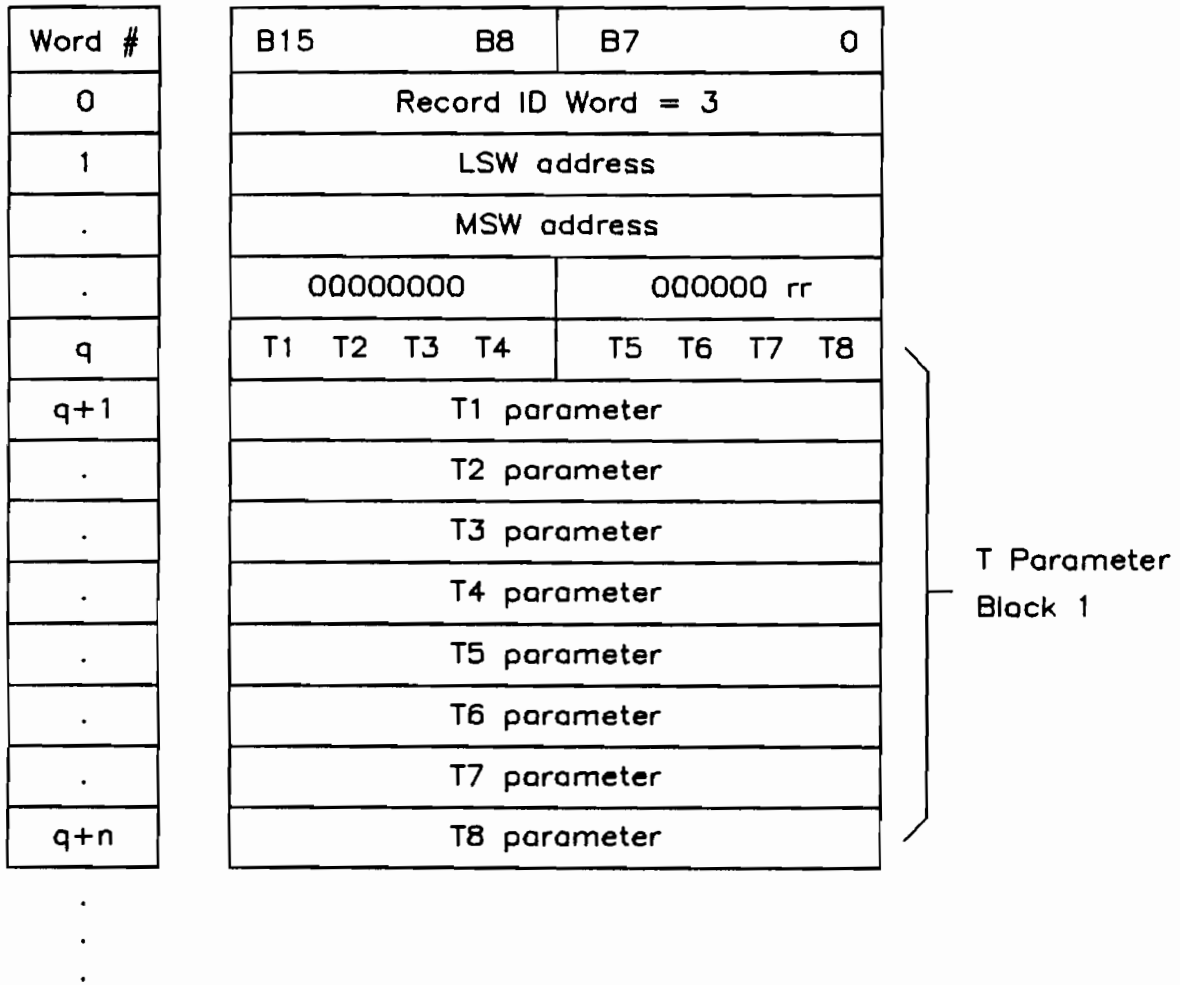 Word # B15 B8 B7 0
0 Record ID Word = 3
1 LSW address
. MSW address
. 00000000 000000 rr
q T1 T2 T3 T4 T5 T6 T7 T8
q+1 T1 parameter
. T2 parameter
. T3 parameter
. T4 parameter
. T5 parameter
. T6 parameter
. T7 parameter
q+n T8 parameter
.
.
.
T Parameter
Block 1